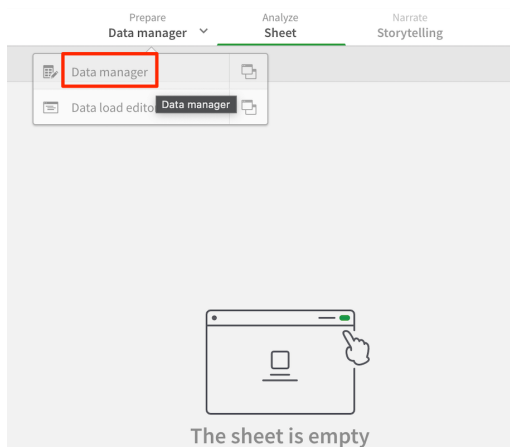 Prepare
Data manager
Analyze
Sheet
Narrate
Storytelling
Data manager
Data load edito
Data manager
The sheet is empty